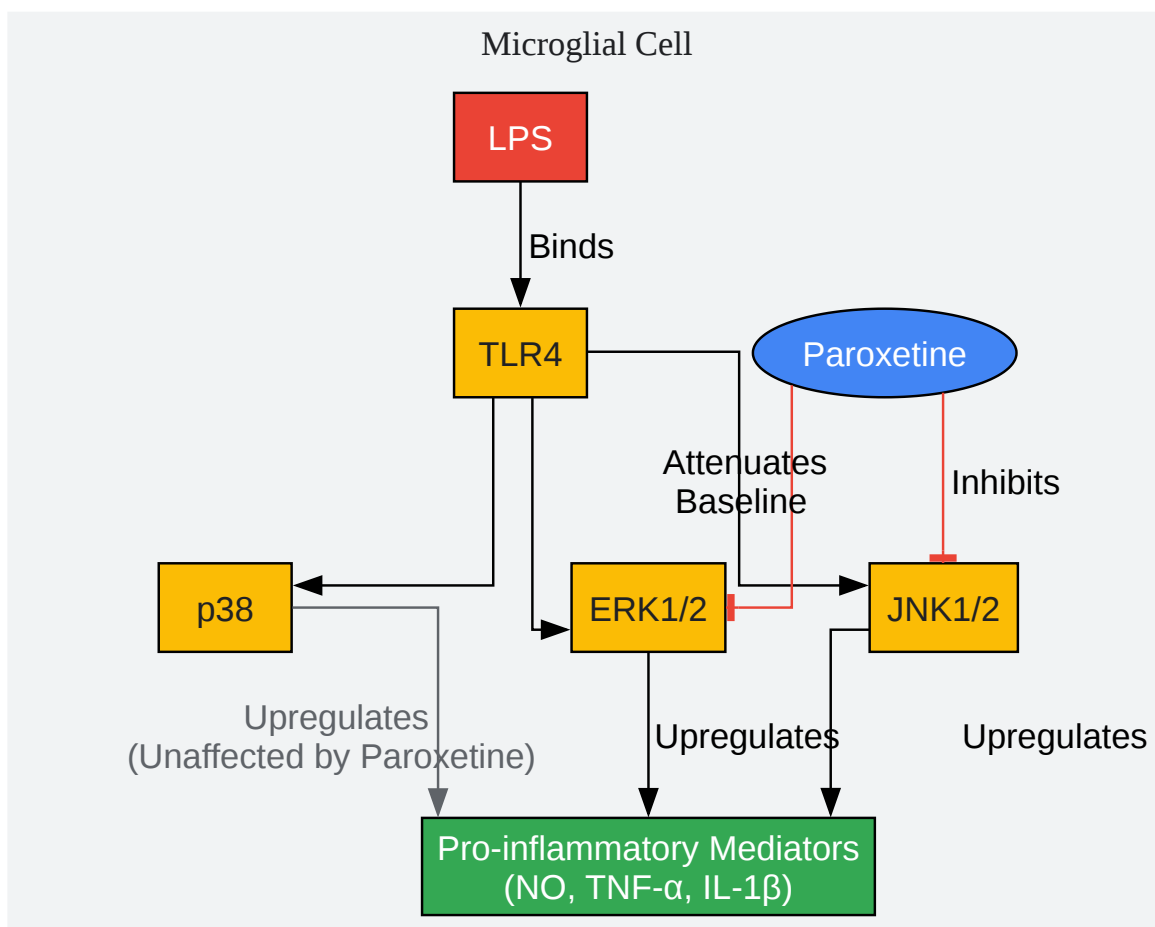 Microglial Cell
LPS
Binds
TLR4
Paroxetine
Attenuates
Baseline
Inhibits
p38
ERK1/2
JNK1/2
Upregulates
(Unaffected by Paroxetine)
Upregulates
Upregulates
Pro-inflammatory Mediators
(NO, TNF-α, IL-1β)